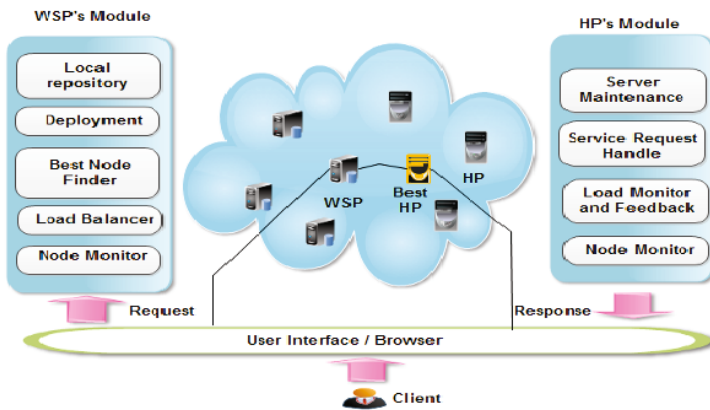 WSP's Module
Local
repository
Deployment
Best Node
Finder
Load Balancer
Node Monitor
WSP
Best
HP
HP
HP's Module
Server
Maintenance
Service Request
Handle
Load Monitor
and Feedback
Node Monitor
Request
Response
User Interface / Browser
Client